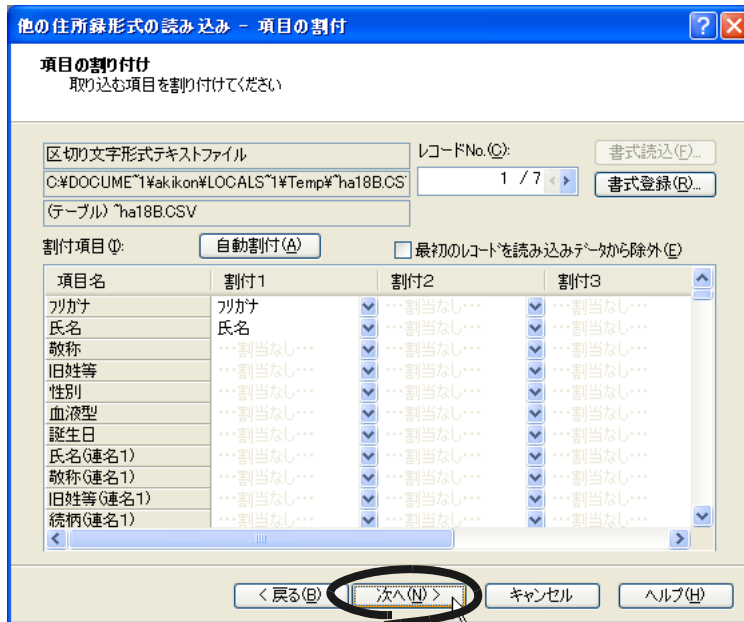 他の住所録形式の読み込み - 項目の割付
項目の割り付け
取り込む項目を割り付けてください
区切り文字形式テキストファイル
レコードNo.(C):
書式読込(F)...
C:¥DOCUME~1¥akikon¥LOCALS~1¥Temp¥~ha18B.CS
1 / 7
書式登録(R)...
(テーブル) ~ha18B.CSV
割付項目(I):
自動割付(A)
最初のレコードを読み込みデータから除外(E)
項目名 割付1 割付2 割付3
フリガナ フリガナ …割当なし… …割当なし…
氏名 氏名 …割当なし… …割当なし…
敬称 …割当なし… …割当なし… …割当なし…
旧姓等 …割当なし… …割当なし… …割当なし…
性別 …割当なし… …割当なし… …割当なし…
血液型 …割当なし… …割当なし… …割当なし…
誕生日 …割当なし… …割当なし… …割当なし…
氏名(連名1) …割当なし… …割当なし… …割当なし…
敬称(連名1) …割当なし… …割当なし… …割当なし…
旧姓等(連名1) …割当なし… …割当なし… …割当なし…
続柄(連名1) …割当なし… …割当なし… …割当なし…
< 戻る(B) 次へ(N) > キャンセル ヘルプ(H)